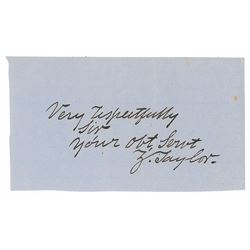 Very respectfully
Sir
Your obt Servt
Z. Taylor.